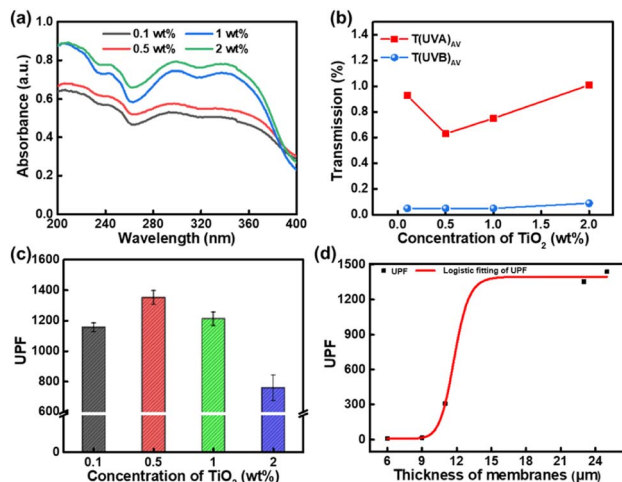 (a)
0.1 wt% 1 wt%
0.5 wt% 2 wt%
Absorbance (a.u.)
1.0
0.8
0.6
0.4
0.2
0.0
200 240 280 320 360 400
Wavelength (nm)
(b)
T(UVA)AV
T(UVB)AV
Transmission (%)
1.6
1.2
0.8
0.4
0.0
0.0 0.5 1.0 1.5 2.0
Concentration of TiO2 (wt%)
(c)
UPF
1600
1400
1200
1000
800
600
0
0.1 0.5 1 2
Concentration of TiO2 (wt%)
(d)
UPF Logistic fitting of UPF
UPF
1500
1200
900
600
300
0
6 9 12 15 18 21 24
Thickness of membranes (μm)